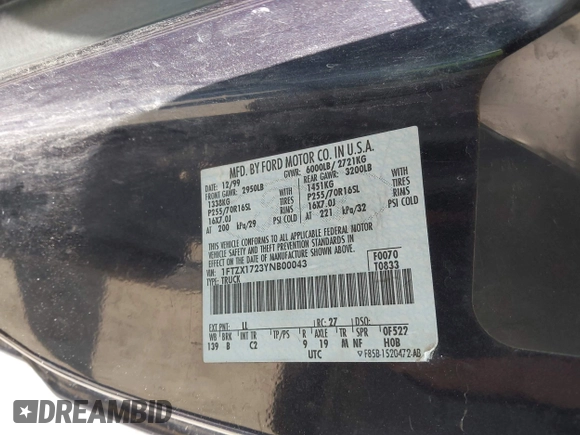 MFD. BY FORD MOTOR CO. IN U.S.A.
DATE: 12/99 GVWR: 6000LB/ 2721KG
FRONT GAWR: 2950LB REAR GAWR: 3200LB
1338KG 1451KG
P255/70R16SL TIRES P255/70R16SL TIRES
16X7.0J RIMS 16X7.0J RIMS
AT 200 kPa/29 PSI COLD AT 221 kPa/32 PSI COLD
THIS VEHICLE CONFORMS TO ALL APPLICABLE FEDERAL MOTOR
VEHICLE SAFETY AND THEFT PREVENTION STANDARDS IN EFFECT
ON THE DATE OF MANUFACTURE SHOWN ABOVE.
VIN: 1FTZX1723YNB00043 F0070
TYPE: TRUCK T0833
EXT PNT: LL RC: 27 DSO:
WB BRK INT TR TP/PS R AXLE TR SPR 0F522
139 B C2 9 19 M NF HOB
UTC F85B-1520472-AB
DREAMBID